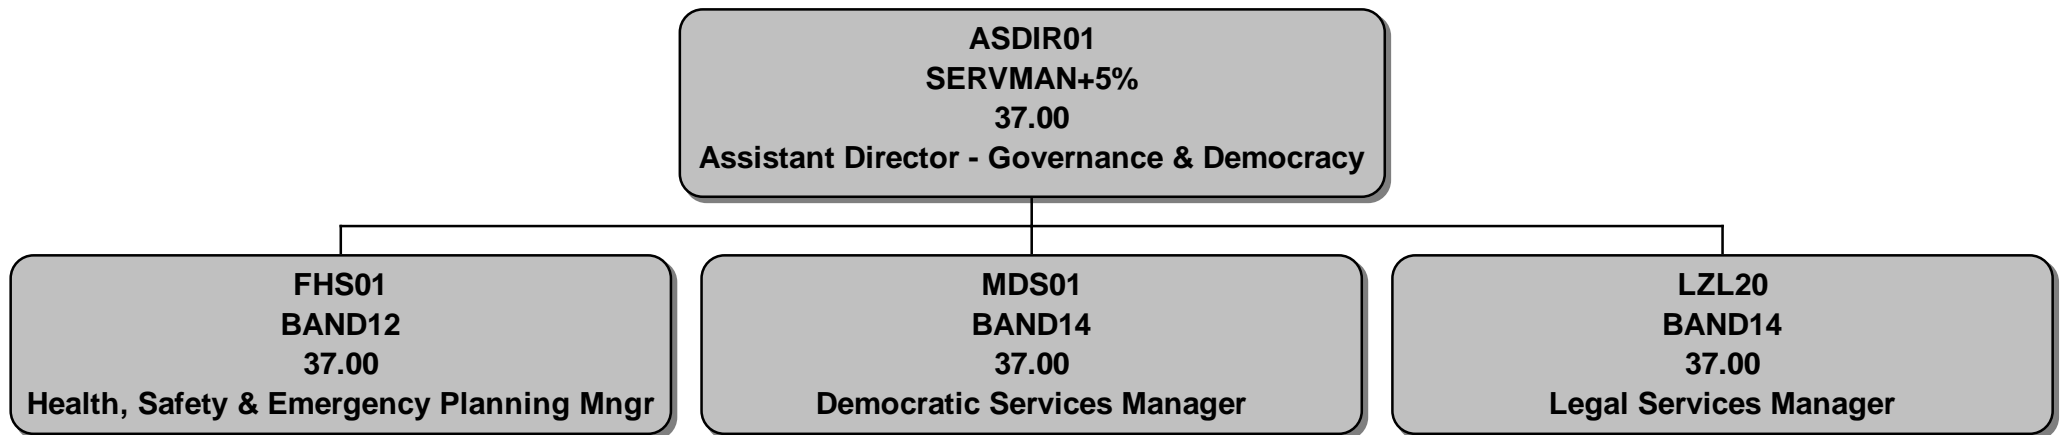 ASDIR01
SERVMAN+5%
37.00
Assistant Director - Governance & Democracy
FHS01
BAND12
37.00
Health, Safety & Emergency Planning Mngr
MDS01
BAND14
37.00
Democratic Services Manager
LZL20
BAND14
37.00
Legal Services Manager